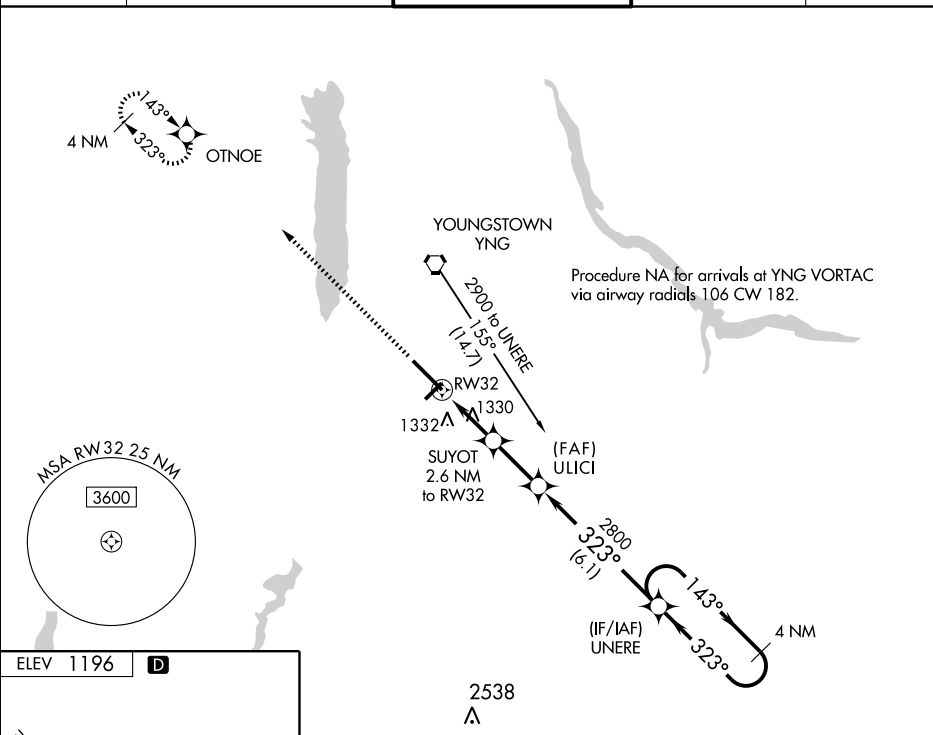 143°
4 NM
323°
OTNOE
YOUNGSTOWN
YNG
Procedure NA for arrivals at YNG VORTAC
via airway radials 106 CW 182.
2900 to UNERE
155°
(14.7)
RW32
1330
1332
SUYOT
2.6 NM
to RW32
(FAF)
ULICI
MSA RW32 25 NM
3600
2800
323°
(6.1)
143°
4 NM
(IF/IAF)
UNERE
323°
ELEV 1196 D
2538